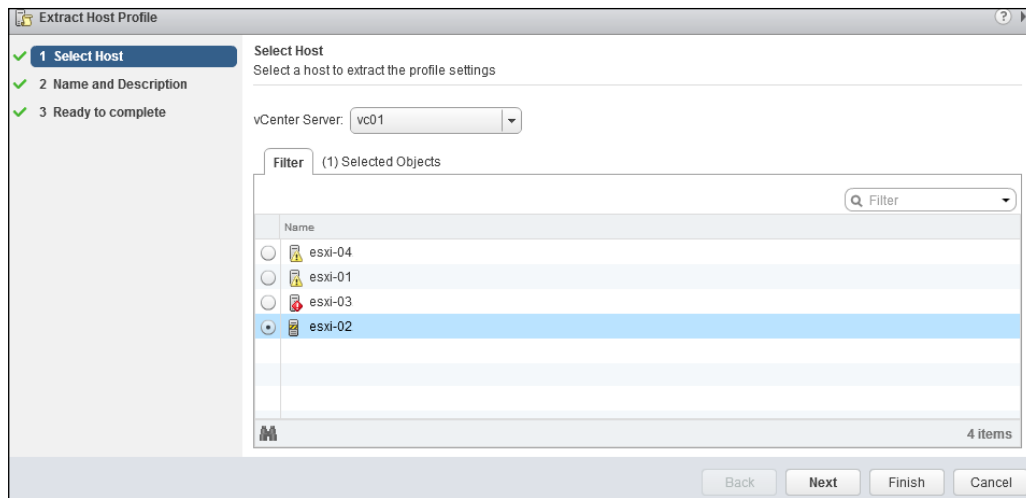 Extract Host Profile
?
1 Select Host
2 Name and Description
3 Ready to complete
Select Host
Select a host to extract the profile settings
vCenter Server: vc01
Filter (1) Selected Objects
Filter
Name
esxi-04
esxi-01
esxi-03
esxi-02
4 items
Back Next Finish Cancel